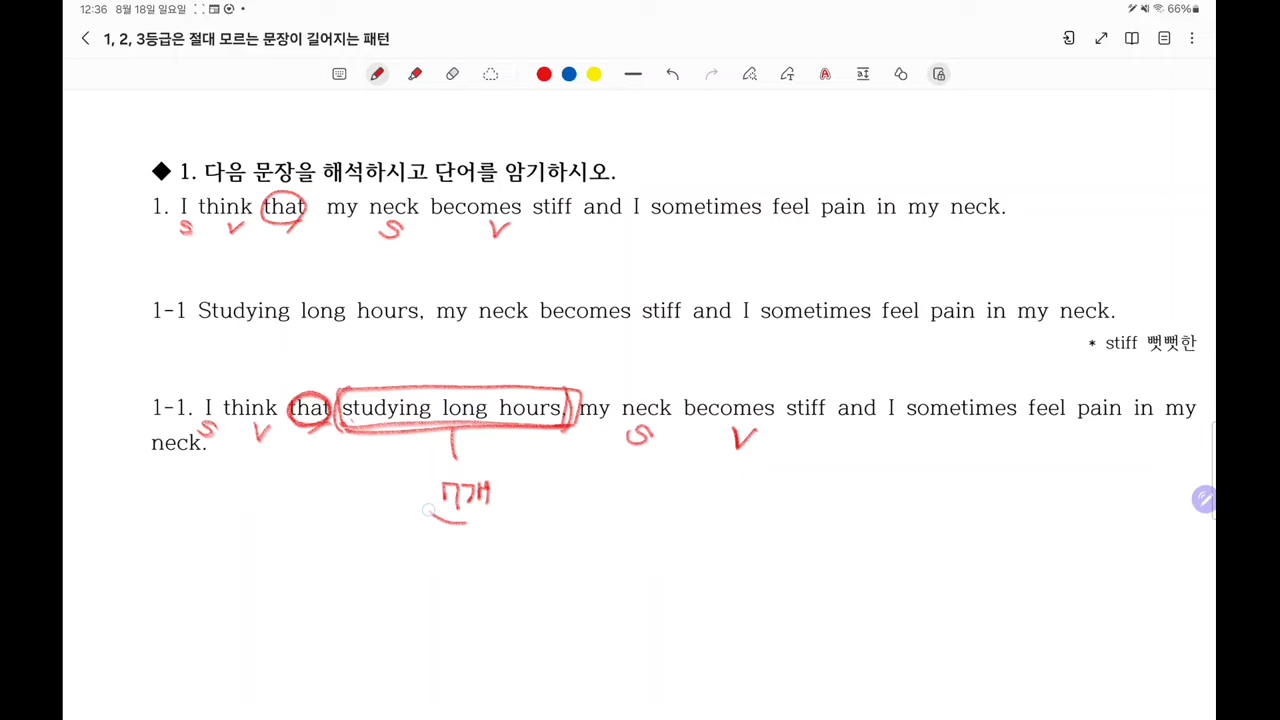 12:36 8월 18일 일요일
66%
1, 2, 3등급은 절대 모르는 문장이 길어지는 패턴
◆ 1. 다음 문장을 해석하시고 단어를 암기하시오.
1. I think that my neck becomes stiff and I sometimes feel pain in my neck.
S V S V
1-1 Studying long hours, my neck becomes stiff and I sometimes feel pain in my neck.
* stiff 뻣뻣한
1-1. I think that studying long hours, my neck becomes stiff and I sometimes feel pain in my
S V S V
neck.
7개